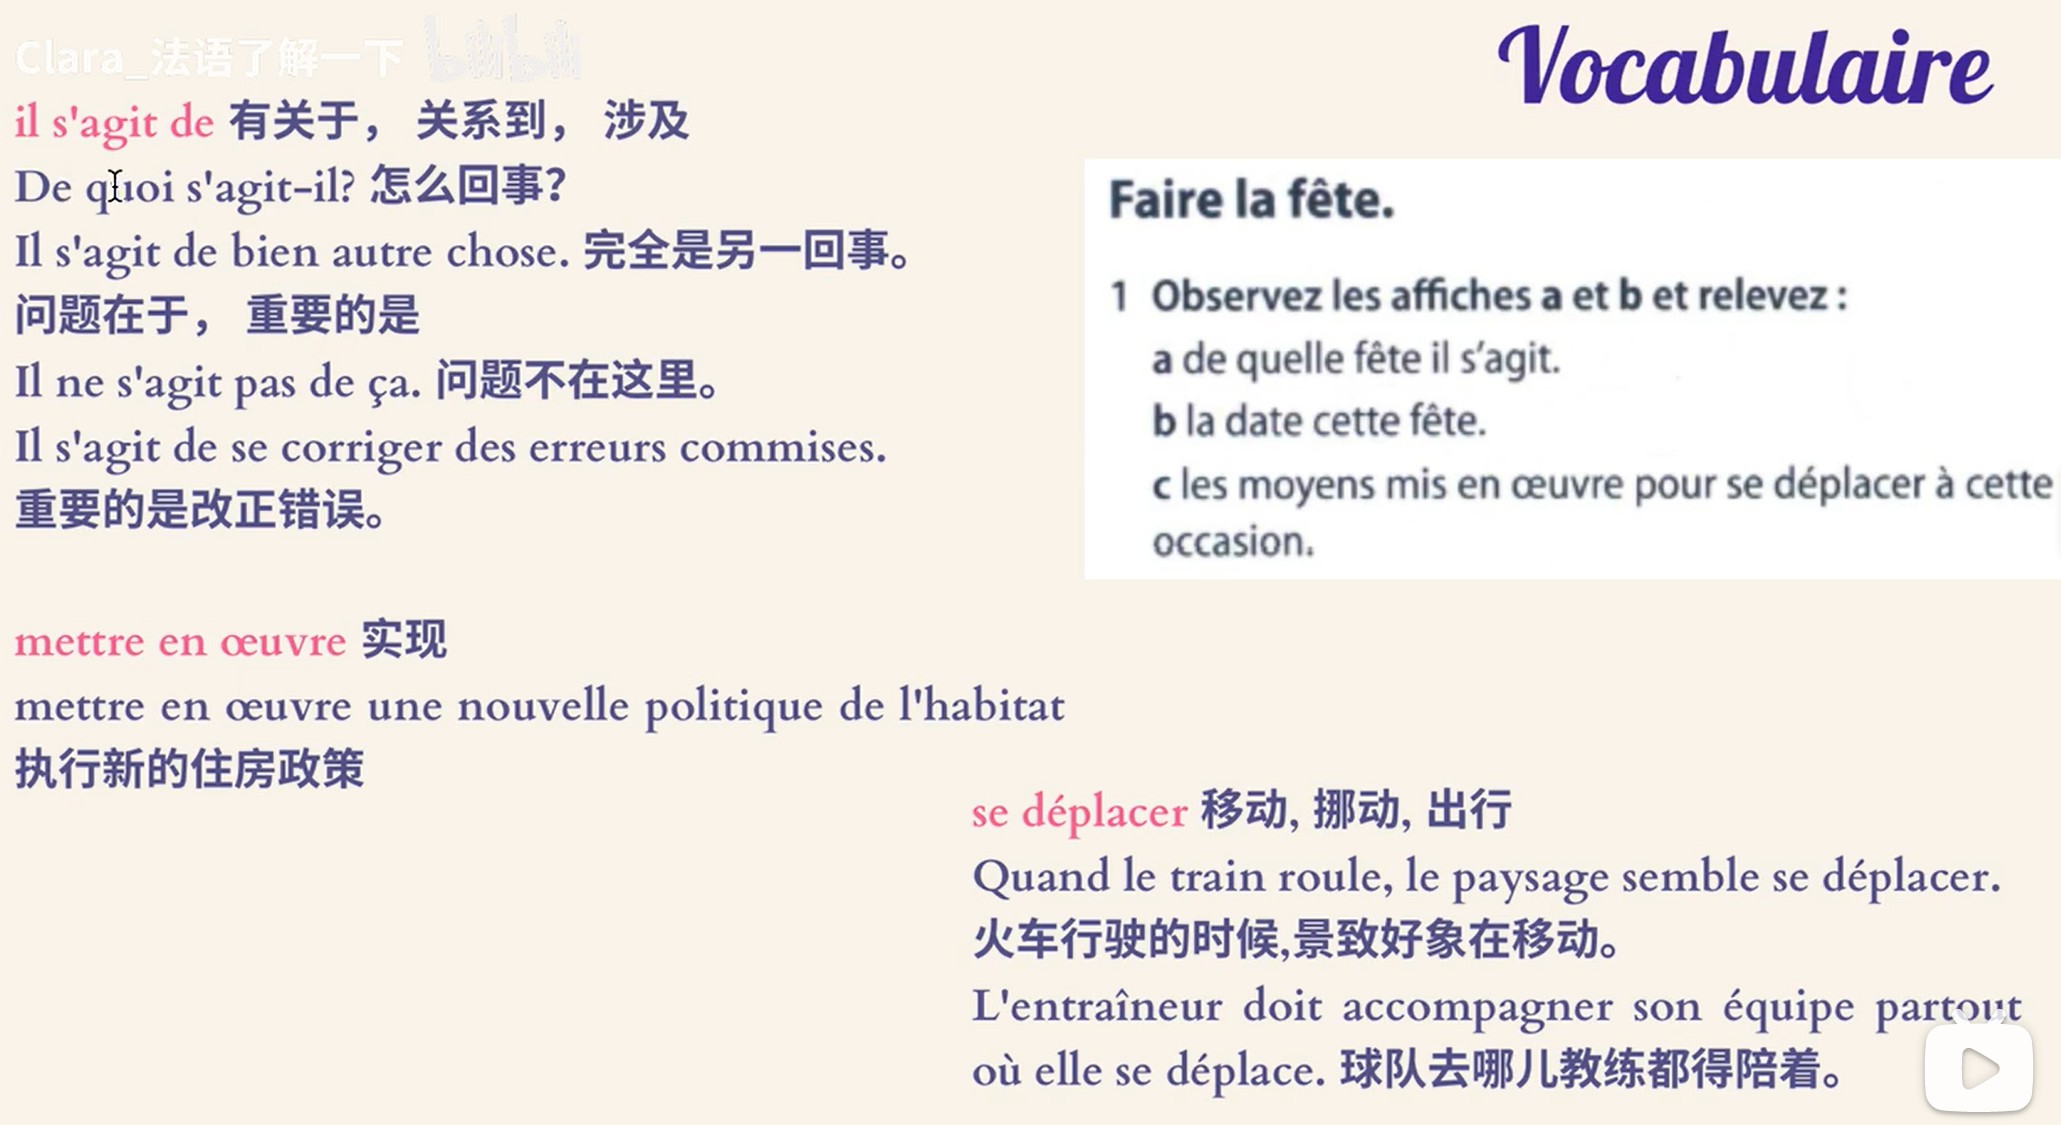 Clara_法语了解一下 bilibili
Vocabulaire
il s'agit de 有关于， 关系到， 涉及
De quoi s'agit-il? 怎么回事？
Il s'agit de bien autre chose. 完全是另一回事。
问题在于， 重要的是
Il ne s'agit pas de ça. 问题不在这里。
Il s'agit de se corriger des erreurs commises.
重要的是改正错误。
mettre en œuvre 实现
mettre en œuvre une nouvelle politique de l'habitat
执行新的住房政策
Faire la fête.
1 Observez les affiches a et b et relevez :
a de quelle fête il s’agit.
b la date cette fête.
c les moyens mis en œuvre pour se déplacer à cette
occasion.
se déplacer 移动, 挪动, 出行
Quand le train roule, le paysage semble se déplacer.
火车行驶的时候,景致好象在移动。
L'entraîneur doit accompagner son équipe partout
où elle se déplace. 球队去哪儿教练都得陪着。